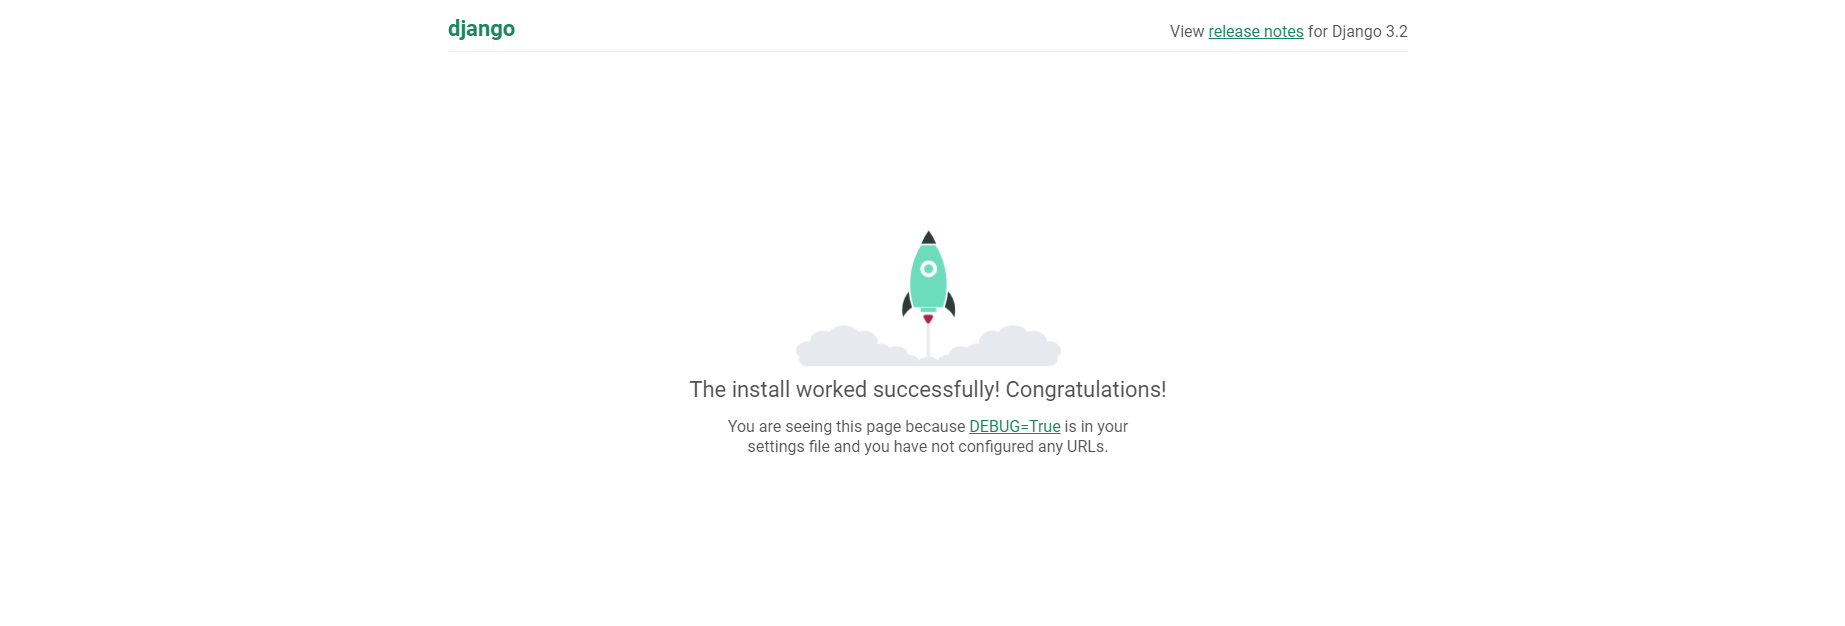 django
View release notes for Django 3.2
The install worked successfully! Congratulations!
You are seeing this page because DEBUG=True is in your
settings file and you have not configured any URLs.